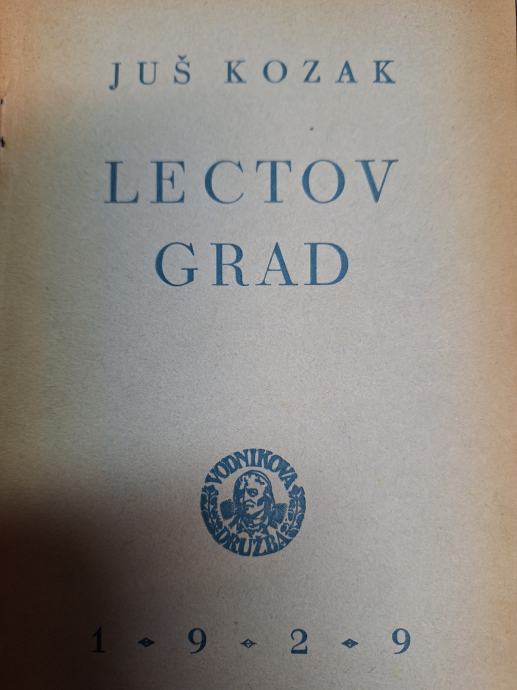 JUŠ KOZAK
LECTOV
GRAD
VODNIKOVA
DRUŽBA
1 9 2 9